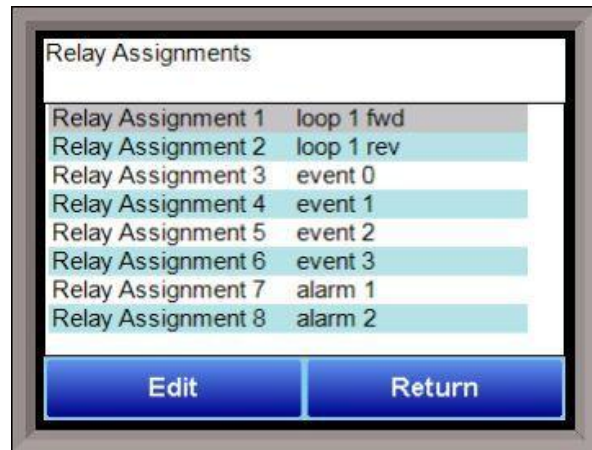 Relay Assignments
Relay Assignment 1 loop 1 fwd
Relay Assignment 2 loop 1 rev
Relay Assignment 3 event 0
Relay Assignment 4 event 1
Relay Assignment 5 event 2
Relay Assignment 6 event 3
Relay Assignment 7 alarm 1
Relay Assignment 8 alarm 2
Edit Return